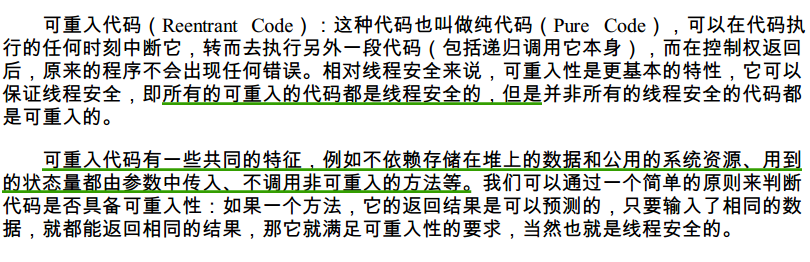 可重入代码（Reentrant Code）：这种代码也叫做纯代码（Pure Code），可以在代码执
行的任何时刻中断它，转而去执行另外一段代码（包括递归调用它本身），而在控制权返回
后，原来的程序不会出现任何错误。相对线程安全来说，可重入性是更基本的特性，它可以
保证线程安全，即所有的可重入的代码都是线程安全的，但是并非所有的线程安全的代码都
是可重入的。
可重入代码有一些共同的特征，例如不依赖存储在堆上的数据和公用的系统资源、用到
的状态量都由参数中传入、不调用非可重入的方法等。我们可以通过一个简单的原则来判断
代码是否具备可重入性：如果一个方法，它的返回结果是可以预测的，只要输入了相同的数
据，就都能返回相同的结果，那它就满足可重入性的要求，当然也就是线程安全的。